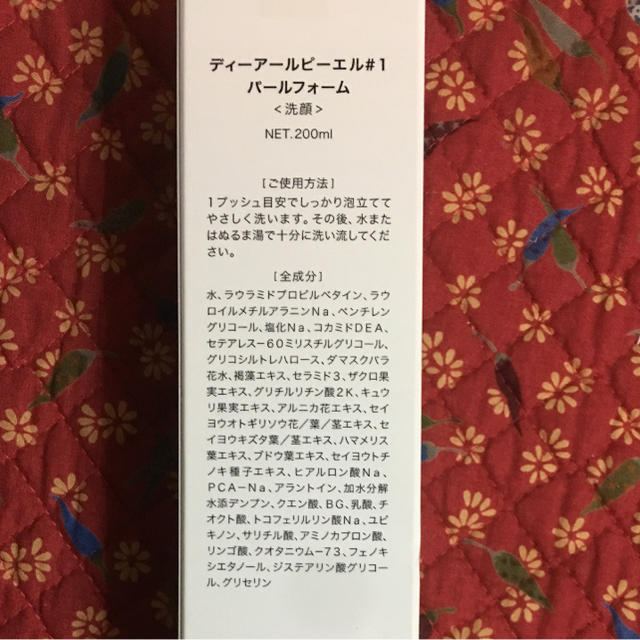 ディーアールピーエル#1
パールフォーム
<洗顔>
NET.200ml
[ご使用方法]
1プッシュ目安でしっかり泡立てて
やさしく洗います。その後、水また
はぬるま湯で十分に洗い流してくだ
さい。
[全成分]
水、ラウラミドプロピルベタイン、ラウ
ロイルメチルアラニンNa、ペンチレン
グリコール、塩化Na、コカミドDEA、
セテアレス−60ミリスチルグリコール、
グリコシルトレハロース、ダマスクバラ
花水、褐藻エキス、セラミド3、ザクロ果
実エキス、グリチルリチン酸2K、キュウ
リ果実エキス、アルニカ花エキス、セイ
ヨウオトギリソウ花/葉/茎エキス、セ
イヨウキズタ葉/茎エキス、ハマメリス
葉エキス、ブドウ葉エキス、セイヨウトチ
ノキ種子エキス、ヒアルロン酸Na、
PCA−Na、アラントイン、加水分解
水添デンプン、クエン酸、BG、乳酸、チ
オクト酸、トコフェリルリン酸Na、ユビ
キノン、サリチル酸、アミノカプロン酸、
リンゴ酸、クオタニウム−73、フェノキ
シエタノール、ジステアリン酸グリコー
ル、グリセリン